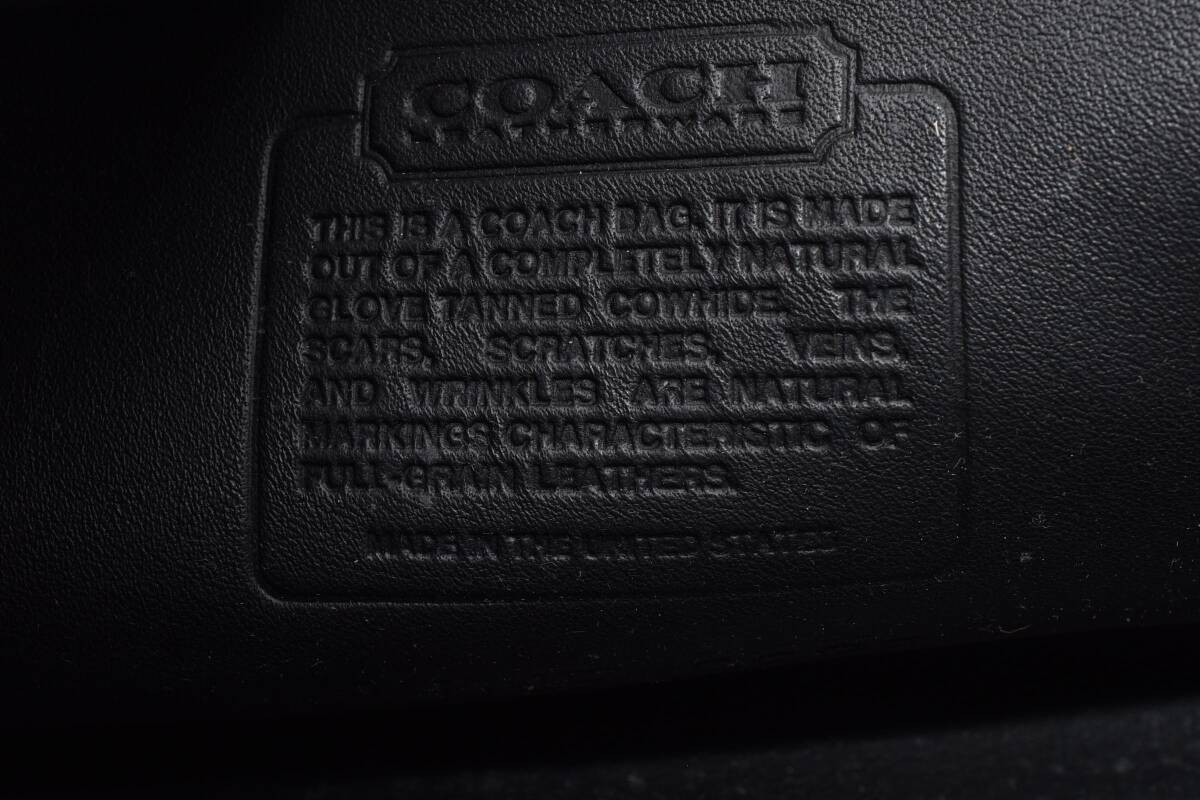 COACH
LEATHERWARE
THIS IS A COACH BAG. IT IS MADE
OUT OF A COMPLETELY NATURAL
GLOVE TANNED COWHIDE. THE
SCARS, SCRATCHES, VEINS,
AND WRINKLES ARE NATURAL
MARKINGS CHARACTERISTIC OF
FULL-GRAIN LEATHERS.
MADE IN THE UNITED STATES